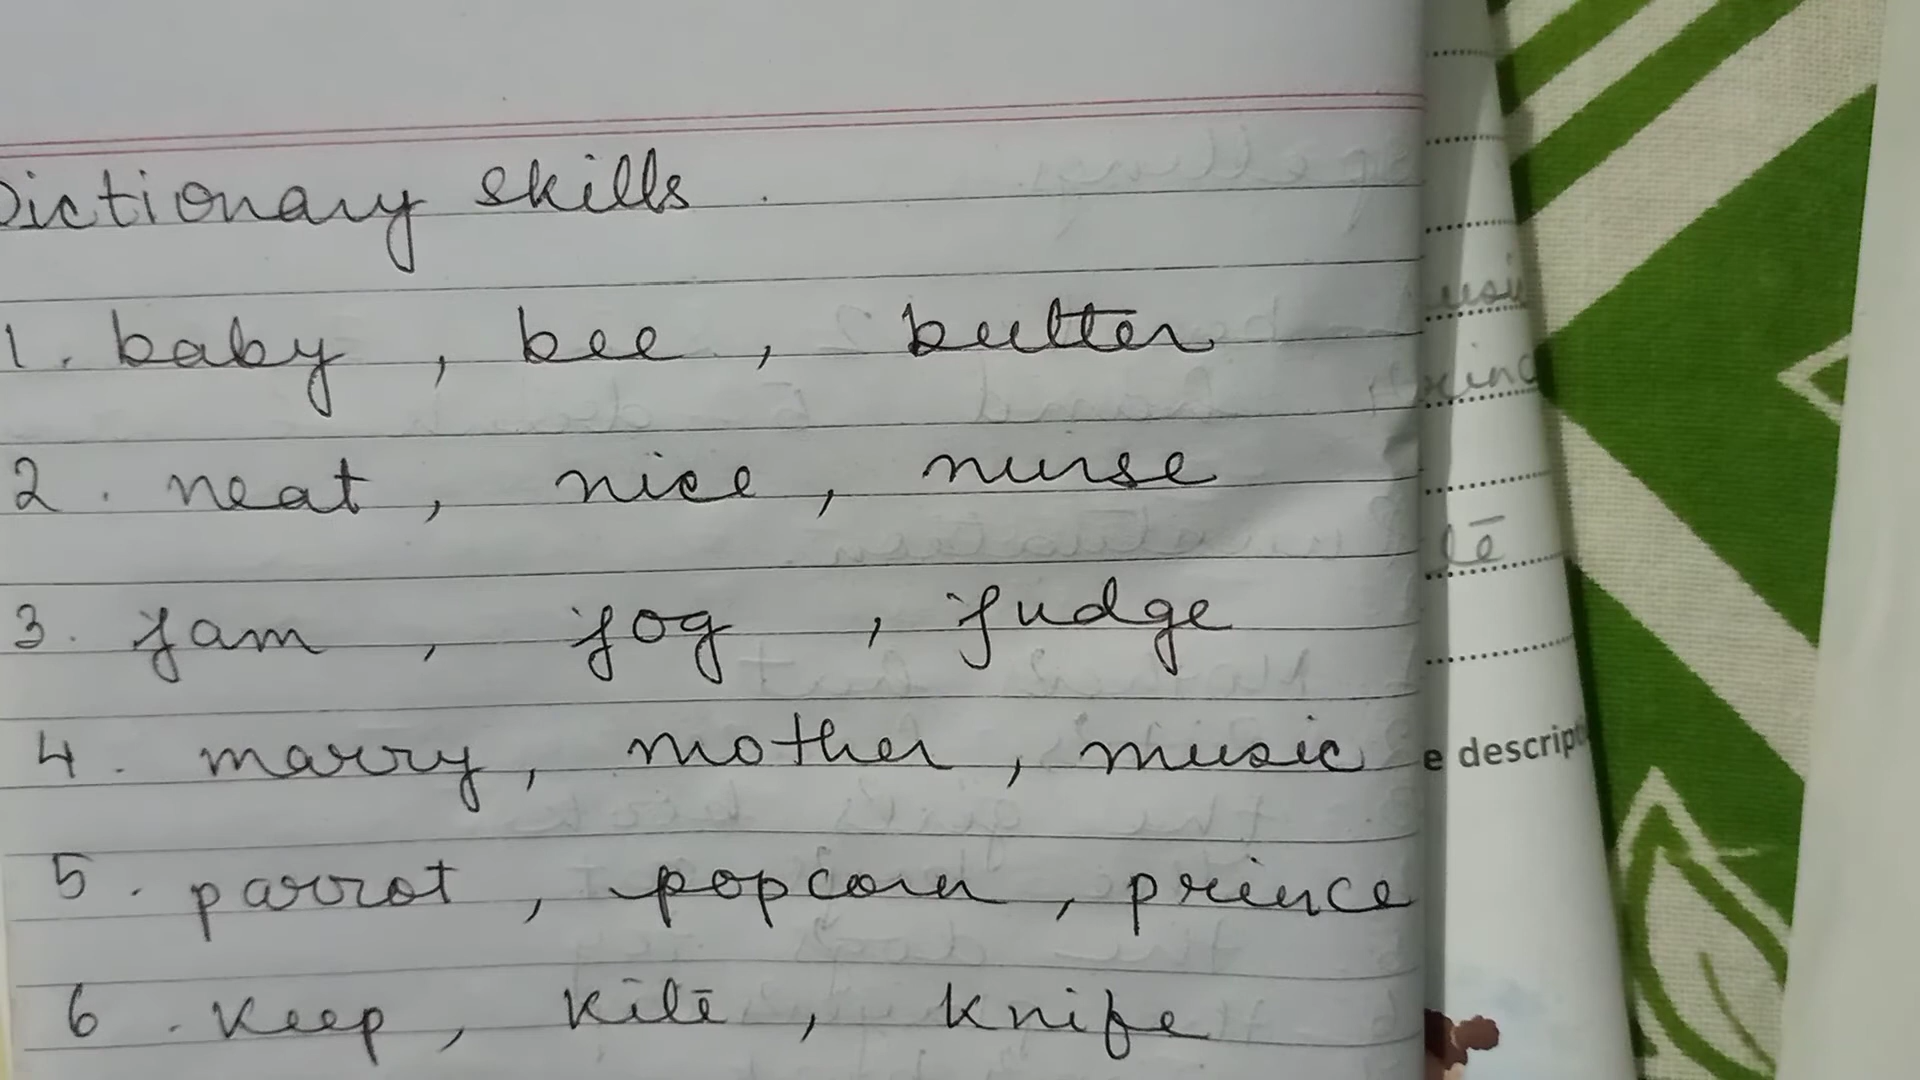 Dictionary skills.
1. baby, bee, butter
2. neat, nice, nurse
3. jam, jog, judge
4. marry, mother, music
e descript
5. parrot, popcorn, prince
6. keep, kite, knife